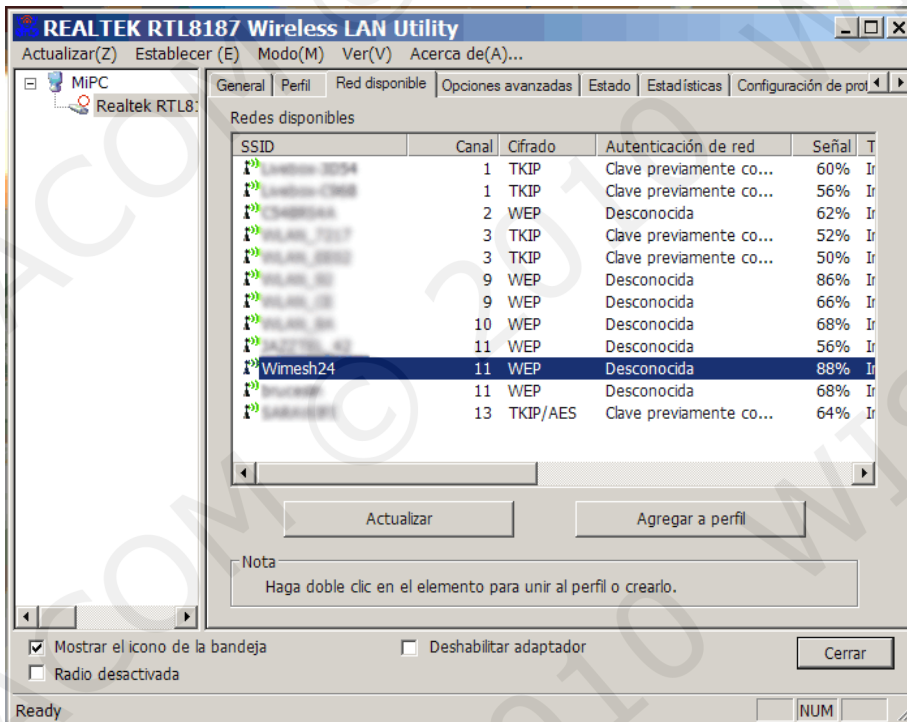 REALTEK RTL8187 Wireless LAN Utility
Actualizar(Z) Establecer (E) Modo(M) Ver(V) Acerca de(A)...
MiPC
Realtek RTL8
General Perfil Red disponible Opciones avanzadas Estado Estadísticas Configuración de prot
Redes disponibles
SSID Canal Cifrado Autenticación de red Señal T
1 TKIP Clave previamente co... 60% Ir
1 TKIP Clave previamente co... 56% Ir
2 WEP Desconocida 62% Ir
3 TKIP Clave previamente co... 52% Ir
3 TKIP Clave previamente co... 50% Ir
9 WEP Desconocida 86% Ir
9 WEP Desconocida 66% Ir
10 WEP Desconocida 68% Ir
11 WEP Desconocida 56% Ir
Wimesh24 11 WEP Desconocida 88% Ir
11 WEP Desconocida 68% Ir
13 TKIP/AES Clave previamente co... 64% Ir
Actualizar Agregar a perfil
Nota
Haga doble clic en el elemento para unir al perfil o crearlo.
Mostrar el icono de la bandeja Deshabilitar adaptador Cerrar
Radio desactivada
Ready NUM
ACOM © 2010 WIS
ACOM © 2010 WIS